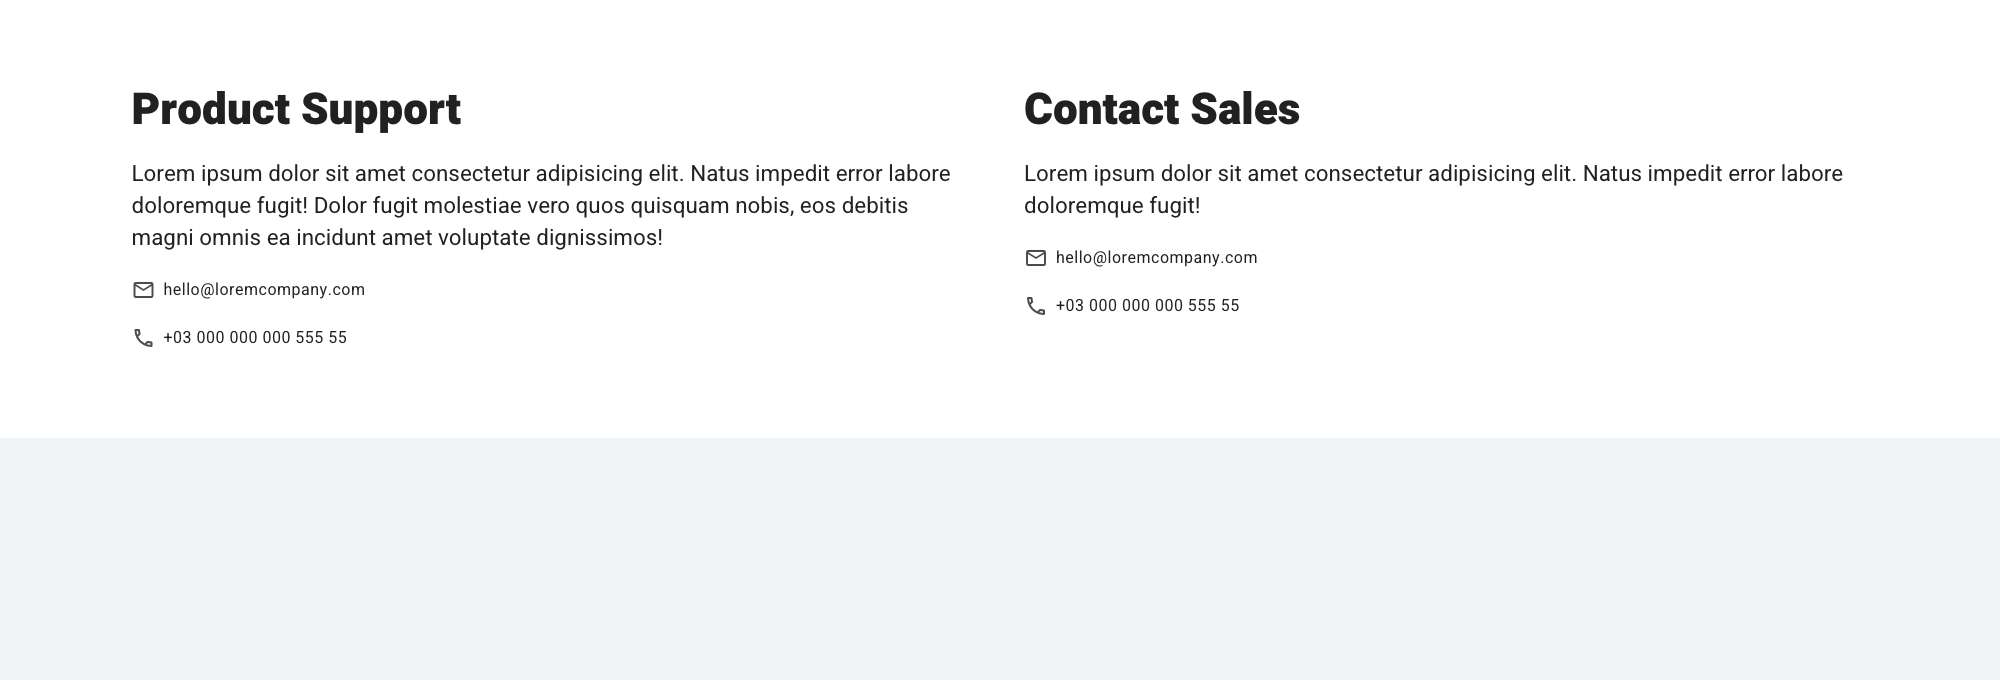 Product Support
Lorem ipsum dolor sit amet consectetur adipisicing elit. Natus impedit error labore
doloremque fugit! Dolor fugit molestiae vero quos quisquam nobis, eos debitis
magni omnis ea incidunt amet voluptate dignissimos!
hello@loremcompany.com
+03 000 000 000 555 55
Contact Sales
Lorem ipsum dolor sit amet consectetur adipisicing elit. Natus impedit error labore
doloremque fugit!
hello@loremcompany.com
+03 000 000 000 555 55